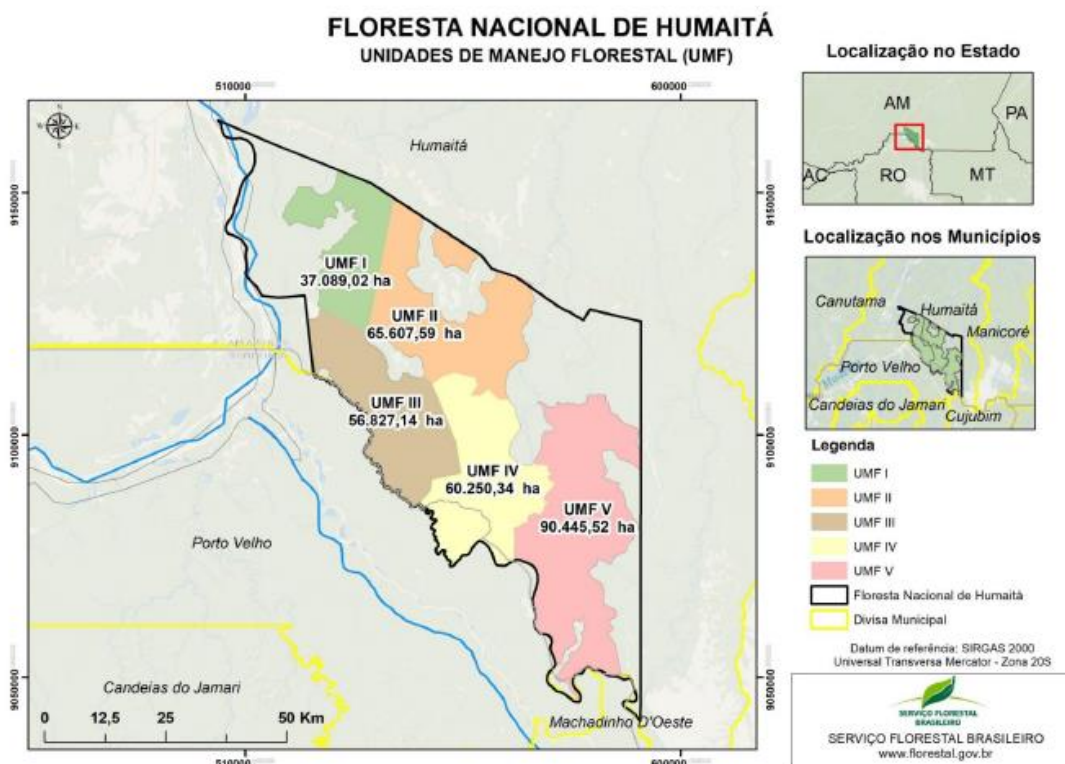 FLORESTA NACIONAL DE HUMAITÁ
UNIDADES DE MANEJO FLORESTAL (UMF)
510000
600000
9150000
9100000
9050000
N
W
E
S
Humaitá
UMF I
37.089,02 ha
UMF II
65.607,59 ha
UMF III
56.827,14 ha
UMF IV
60.250,34 ha
UMF V
90.445,52 ha
Porto Velho
Candeias do Jamari
Machadinho D'Oeste
0 12,5 25 50 Km
510000
600000
Localização no Estado
AM
PA
AC
RO
MT
Localização nos Municípios
Canutama
Humaitá
Manicoré
Porto Velho
Candeias do Jamari
Cujubim
Legenda
UMF I
UMF II
UMF III
UMF IV
UMF V
Floresta Nacional de Humaitá
Divisa Municipal
Datum de referência: SIRGAS 2000
Universal Transversa Mercator - Zona 20S
SERVIÇO FLORESTAL
BRASILEIRO
SERVIÇO FLORESTAL BRASILEIRO
www.florestal.gov.br